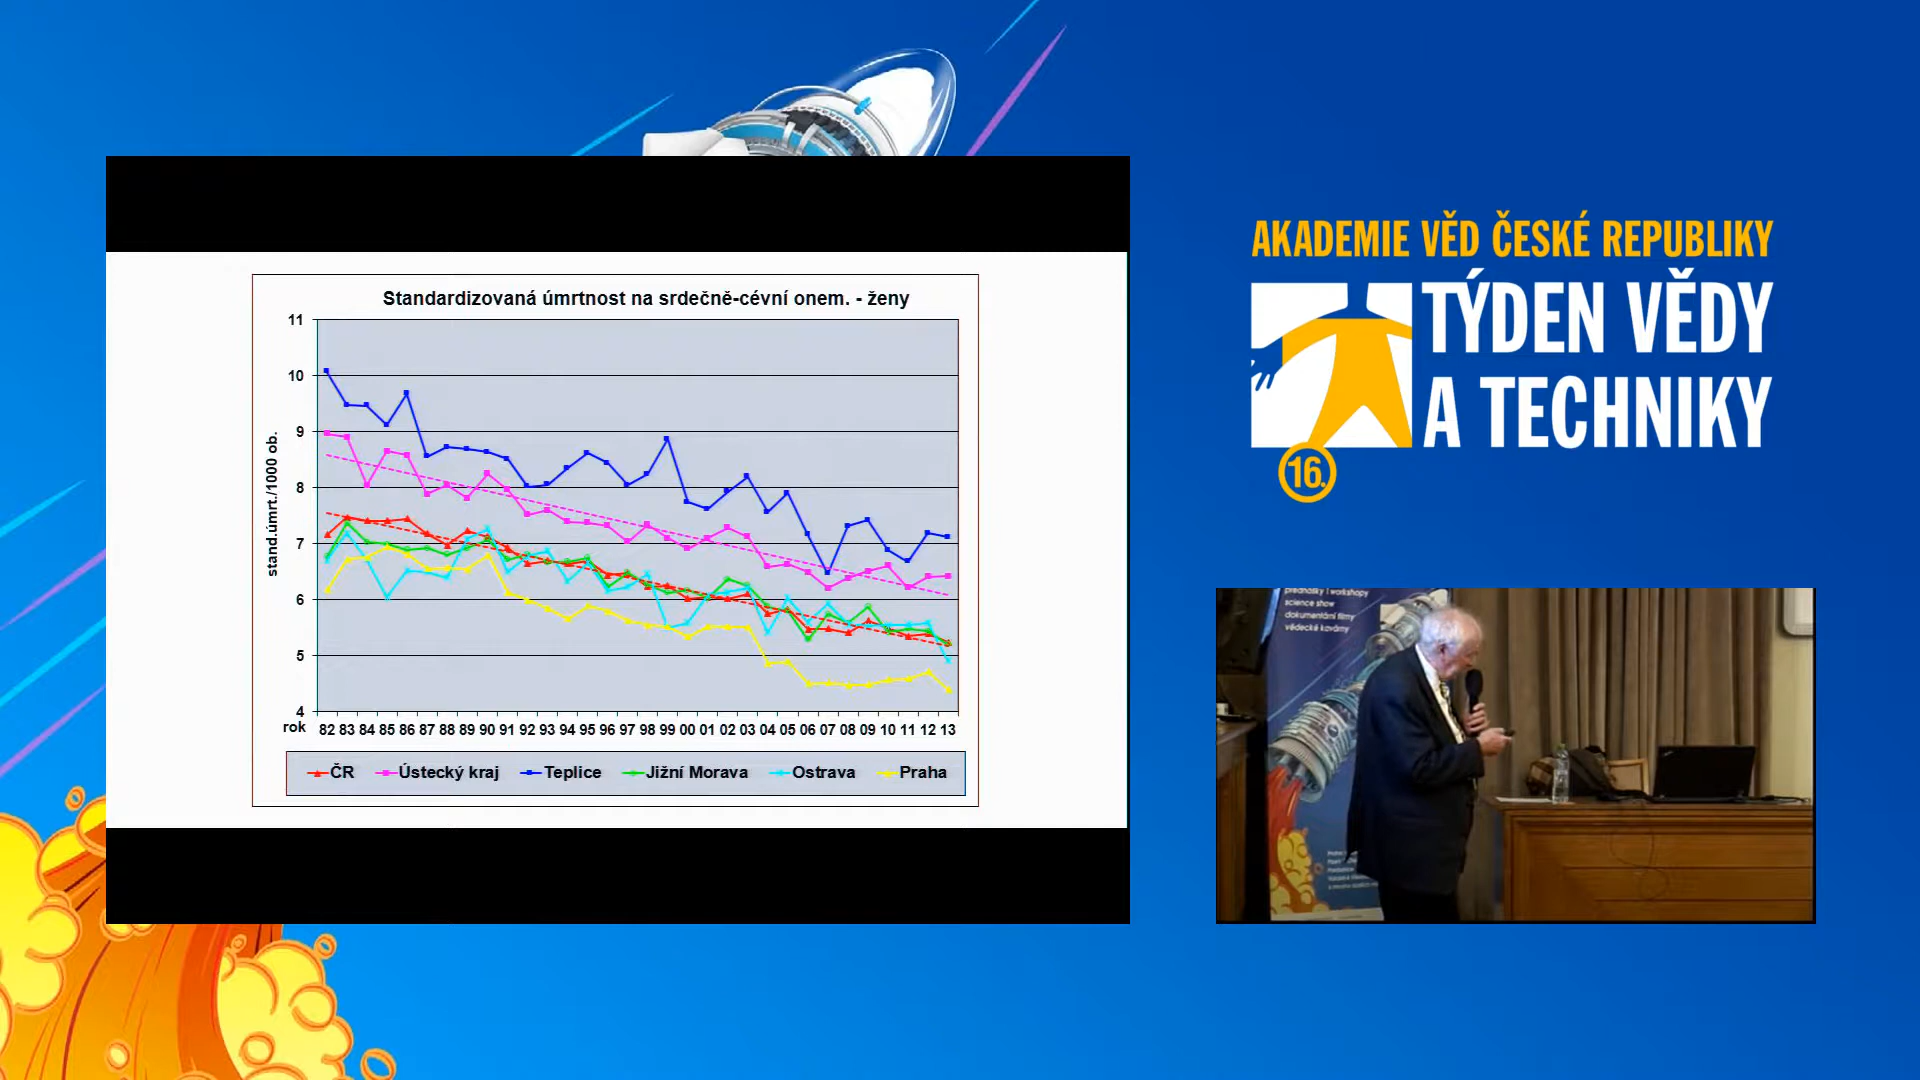 Standardizovaná úmrtnost na srdečně-cévní onem. - ženy
stand.úmrt./1000 ob.
11
10
9
8
7
6
5
4
rok
82 83 84 85 86 87 88 89 90 91 92 93 94 95 96 97 98 99 00 01 02 03 04 05 06 07 08 09 10 11 12 13
ČR Ústecký kraj Teplice Jižní Morava Ostrava Praha
AKADEMIE VĚD ČESKÉ REPUBLIKY
TÝDEN VĚDY
A TECHNIKY
16.
přednášky i workshopy
science show
dokumentární filmy
vědecké kavárny